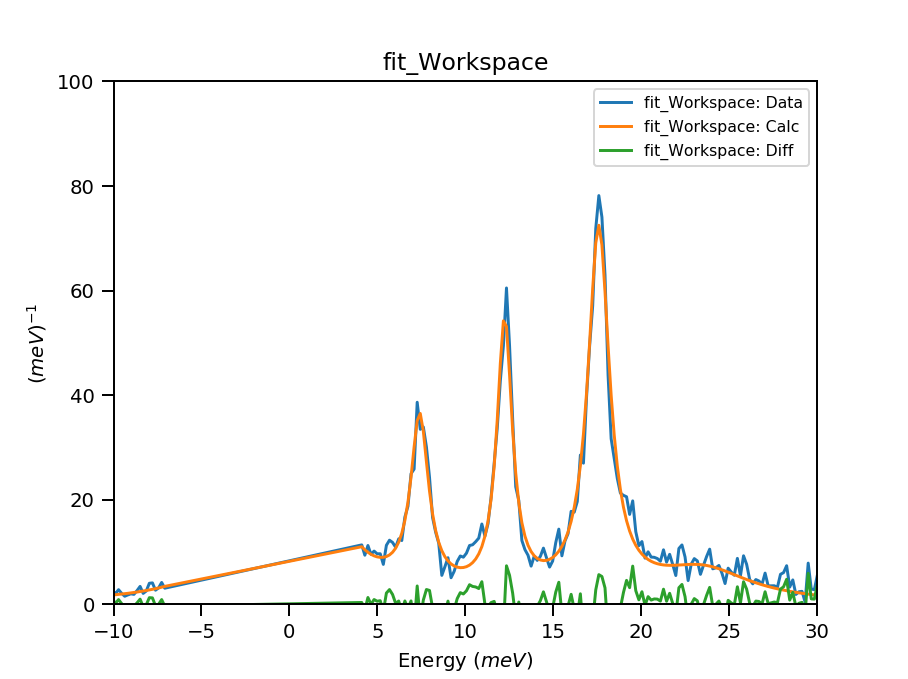 fit_Workspace
100
80
60
40
20
0
(meV)⁻¹
fit_Workspace: Data
fit_Workspace: Calc
fit_Workspace: Diff
−10 −5 0 5 10 15 20 25 30
Energy (meV)